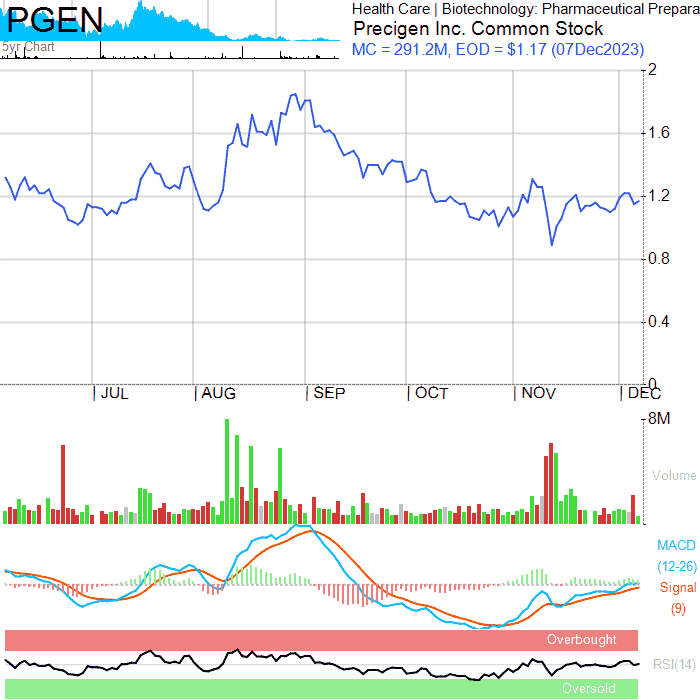 PGEN
Health Care | Biotechnology: Pharmaceutical Prepara
Precigen Inc. Common Stock
5yr Chart
MC = 291.2M, EOD = $1.17 (07Dec2023)
2
1.6
1.2
0.8
0.4
0
JUL AUG SEP OCT NOV DEC
8M
Volume
MACD
(12-26)
Signal
(9)
Overbought
RSI(14)
Oversold